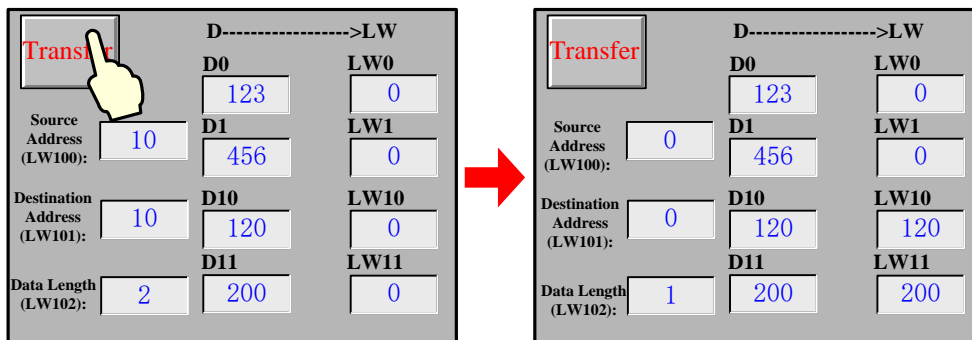 D------------------>LW
Transfer
D0 LW0
123 0
Source
Address
(LW100):
10
D1 LW1
456 0
Destination
Address
(LW101):
10
D10 LW10
120 0
D11 LW11
Data Length
(LW102):
2
200 0
D------------------>LW
Transfer
D0 LW0
123 0
Source
Address
(LW100):
0
D1 LW1
456 0
Destination
Address
(LW101):
0
D10 LW10
120 120
D11 LW11
Data Length
(LW102):
1
200 200